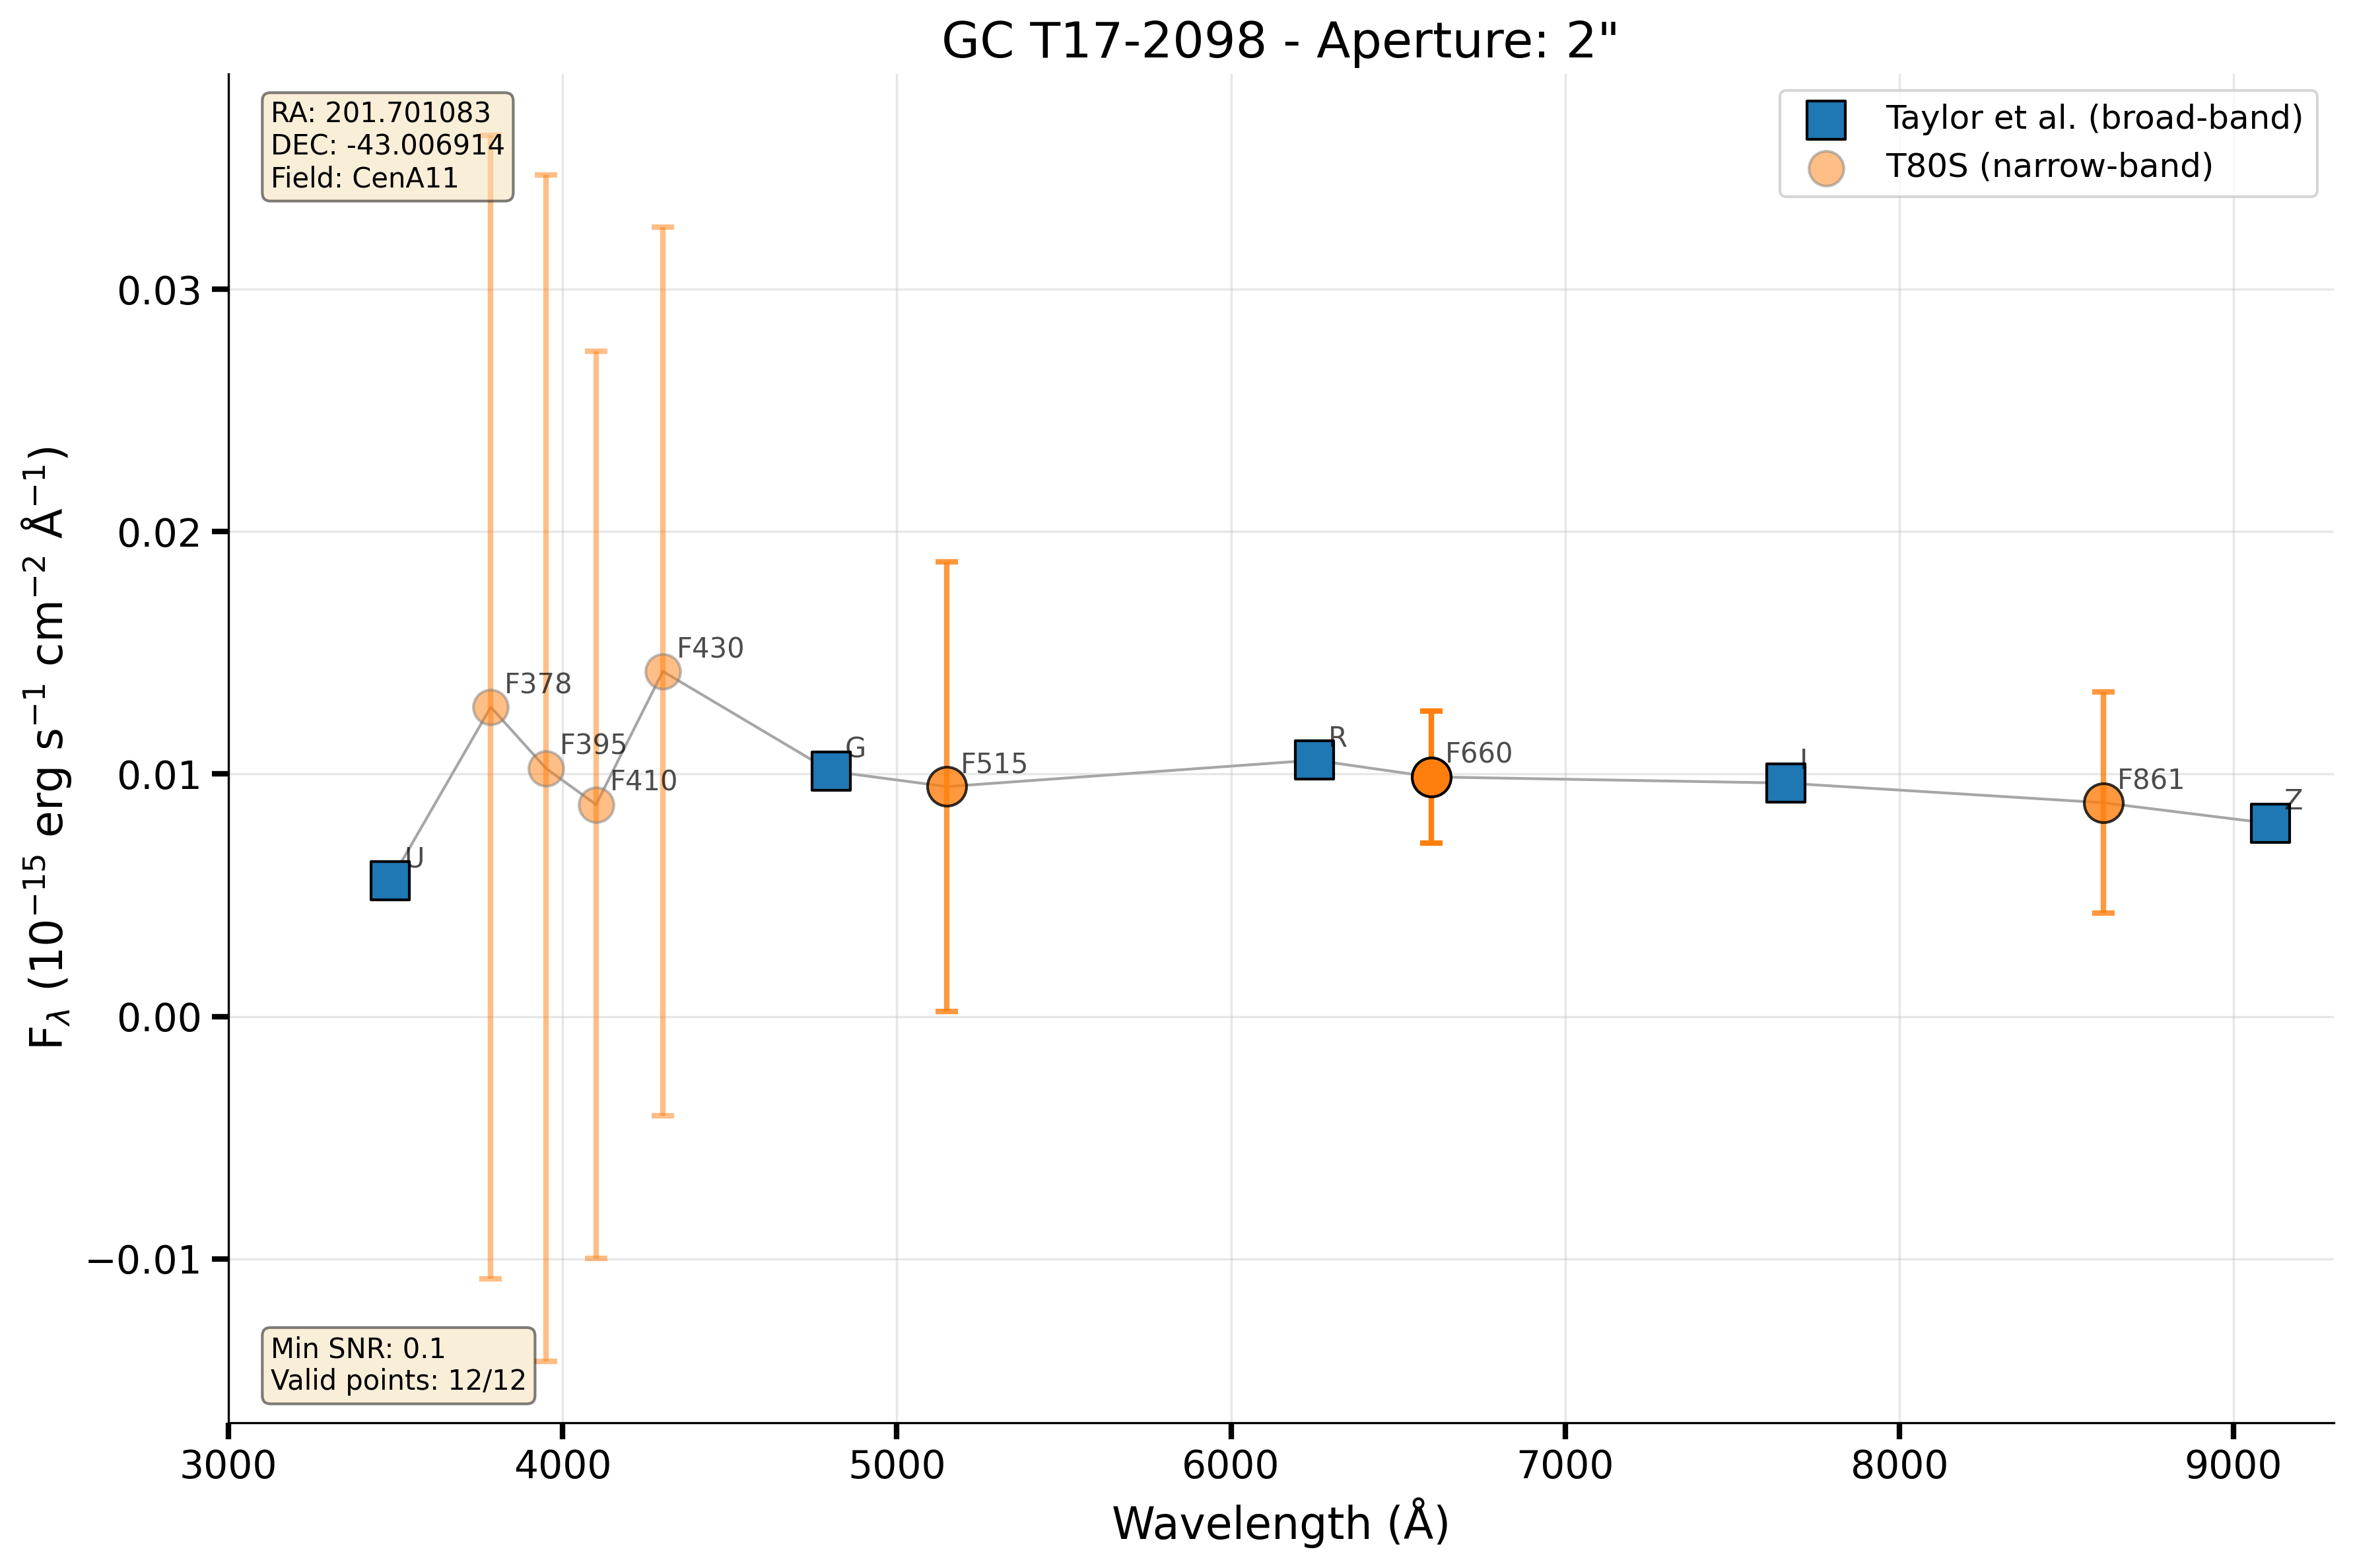 GC T17-2098 - Aperture: 2"
RA: 201.701083
DEC: -43.006914
Field: CenA11
Taylor et al. (broad-band)
T80S (narrow-band)
0.03
0.02
0.01
0.00
−0.01
F_λ (10⁻¹⁵ erg s⁻¹ cm⁻² Å⁻¹)
U
F378
F395
F410
F430
G
F515
R
F660
I
F861
Z
Min SNR: 0.1
Valid points: 12/12
3000 4000 5000 6000 7000 8000 9000
Wavelength (Å)